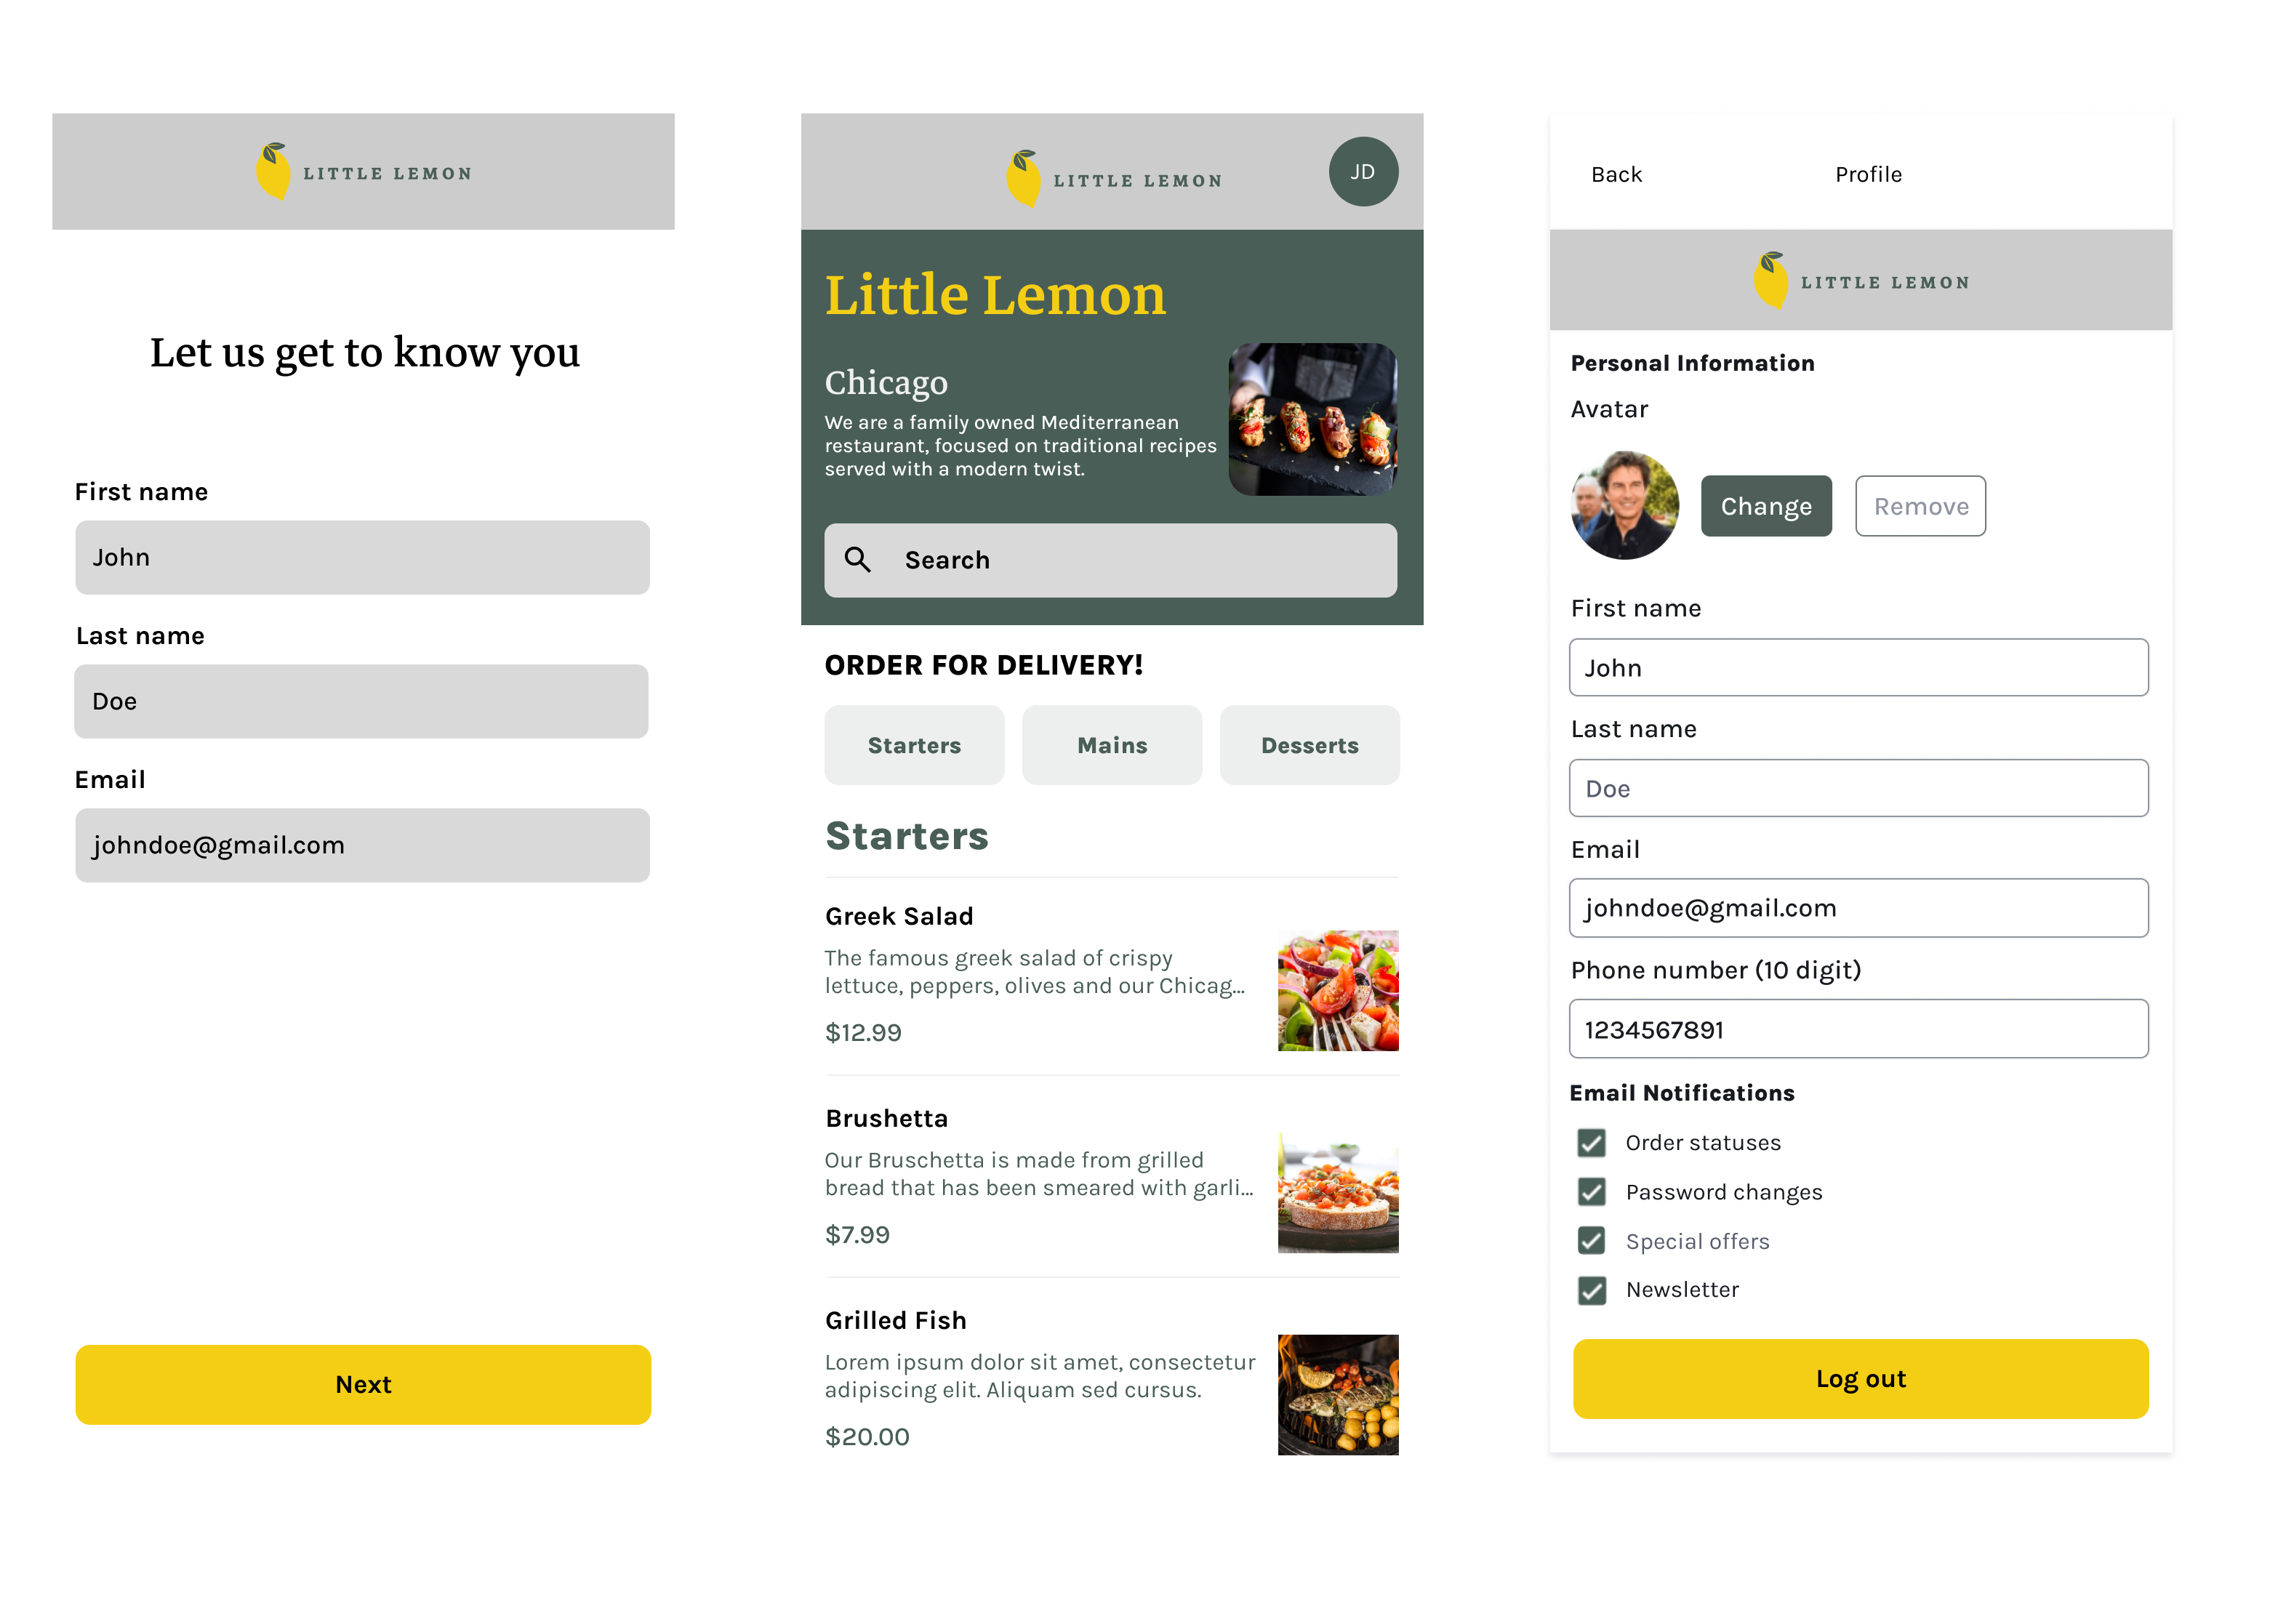 LITTLE LEMON
Let us get to know you
First name
John
Last name
Doe
Email
johndoe@gmail.com
Next
LITTLE LEMON
JD
Little Lemon
Chicago
We are a family owned Mediterranean
restaurant, focused on traditional recipes
served with a modern twist.
Search
ORDER FOR DELIVERY!
Starters
Mains
Desserts
Starters
Greek Salad
The famous greek salad of crispy
lettuce, peppers, olives and our Chicag...
$12.99
Brushetta
Our Bruschetta is made from grilled
bread that has been smeared with garli...
$7.99
Grilled Fish
Lorem ipsum dolor sit amet, consectetur
adipiscing elit. Aliquam sed cursus.
$20.00
Back
Profile
LITTLE LEMON
Personal Information
Avatar
Change
Remove
First name
John
Last name
Doe
Email
johndoe@gmail.com
Phone number (10 digit)
1234567891
Email Notifications
Order statuses
Password changes
Special offers
Newsletter
Log out